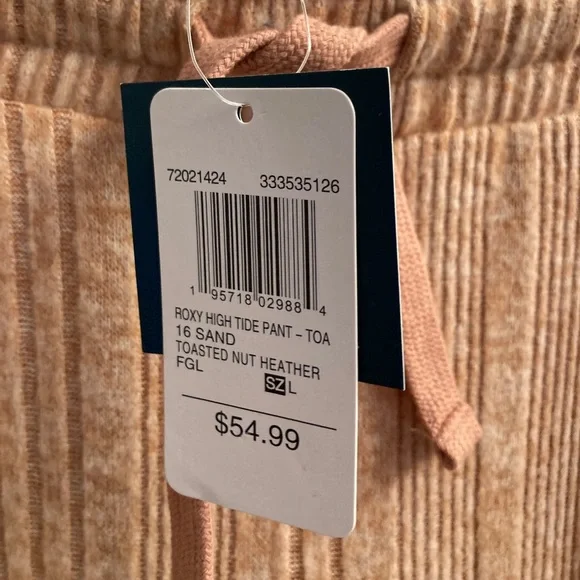 72021424 333535126
1 95718 02988 4
ROXY HIGH TIDE PANT – TOA
16 SAND
TOASTED NUT HEATHER
FGL
SZ L
$54.99